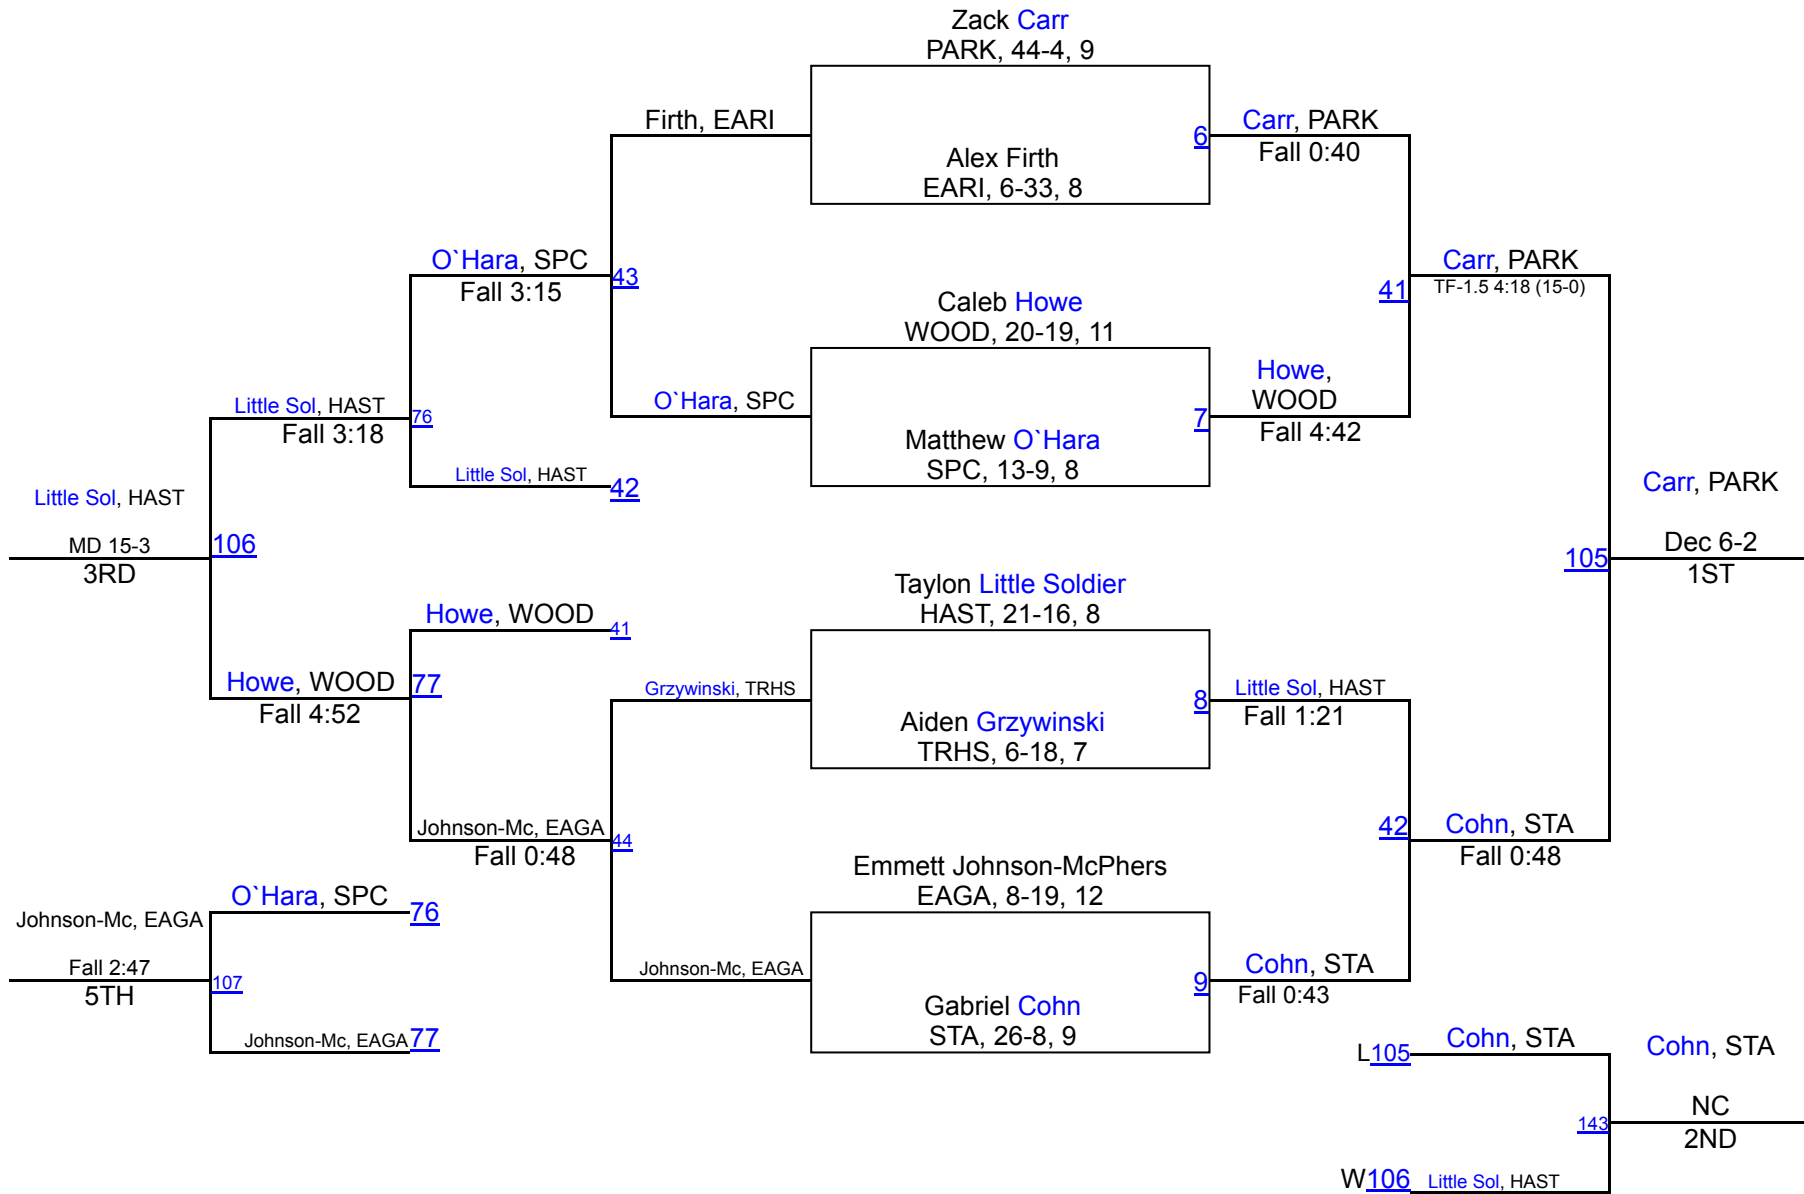 Zack Carr
PARK, 44-4, 9
Firth, EARI
6
Carr, PARK
Fall 0:40
Alex Firth
EARI, 6-33, 8
O`Hara, SPC
Fall 3:15
43
Carr, PARK
TF-1.5 4:18 (15-0)
41
Caleb Howe
WOOD, 20-19, 11
Howe,
WOOD
Fall 4:42
O`Hara, SPC
7
Matthew O`Hara
SPC, 13-9, 8
Little Sol, HAST
Fall 3:18
76
Little Sol, HAST
42
Little Sol, HAST
MD 15-3
3RD
106
Carr, PARK
Dec 6-2
1ST
105
Taylon Little Soldier
HAST, 21-16, 8
Howe, WOOD
41
Howe, WOOD
Fall 4:52
77
Grzywinski, TRHS
8
Little Sol, HAST
Fall 1:21
Aiden Grzywinski
TRHS, 6-18, 7
Johnson-Mc, EAGA
Fall 0:48
44
42
Cohn, STA
Fall 0:48
Emmett Johnson-McPhers
EAGA, 8-19, 12
O`Hara, SPC
76
Johnson-Mc, EAGA
Fall 2:47
5TH
107
Johnson-Mc, EAGA
9
Cohn, STA
Fall 0:43
Gabriel Cohn
STA, 26-8, 9
Johnson-Mc, EAGA 77
L105
Cohn, STA
Cohn, STA
NC
2ND
143
W106
Little Sol, HAST